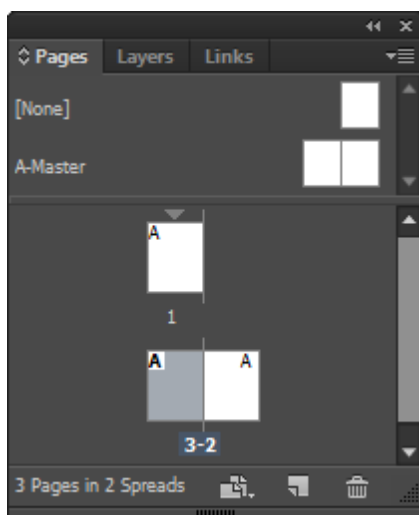 Pages Layers Links
[None]
A-Master
A
1
A A
3-2
3 Pages in 2 Spreads